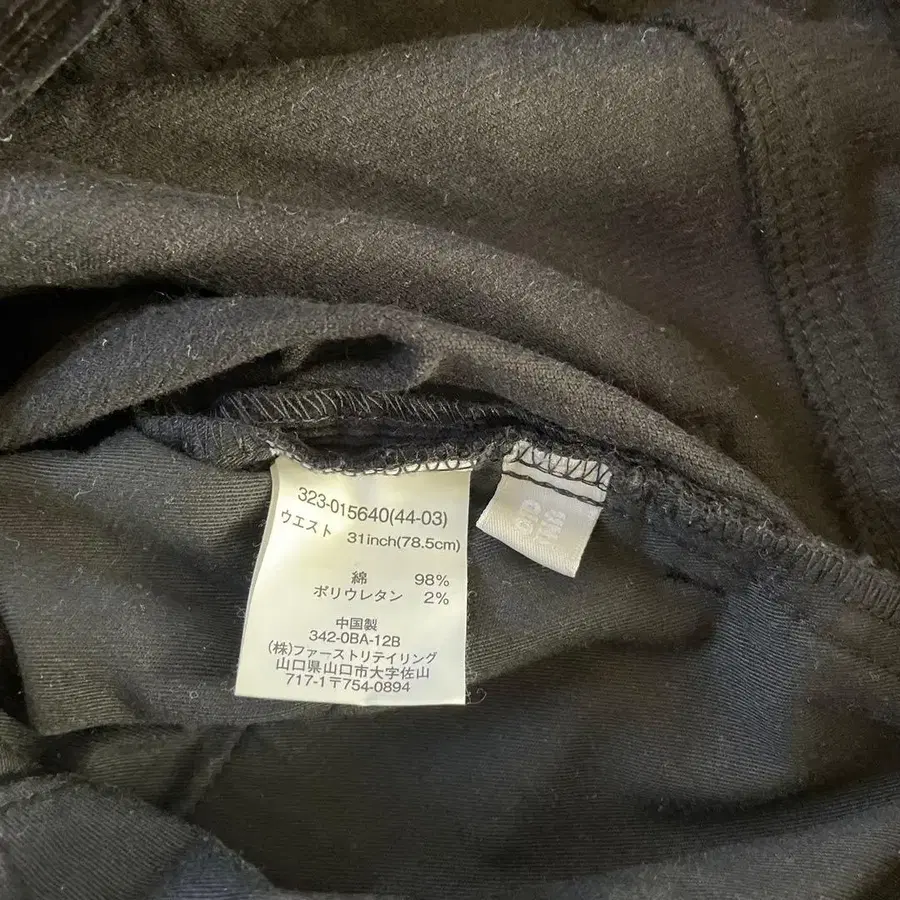 323-015640(44-03)
ウエスト 31inch(78.5cm)
綿 98%
ポリウレタン 2%
中国製
342-0BA-12B
(株)ファーストリテイリング
山口県山口市大字佐山
717-1〒754-0894